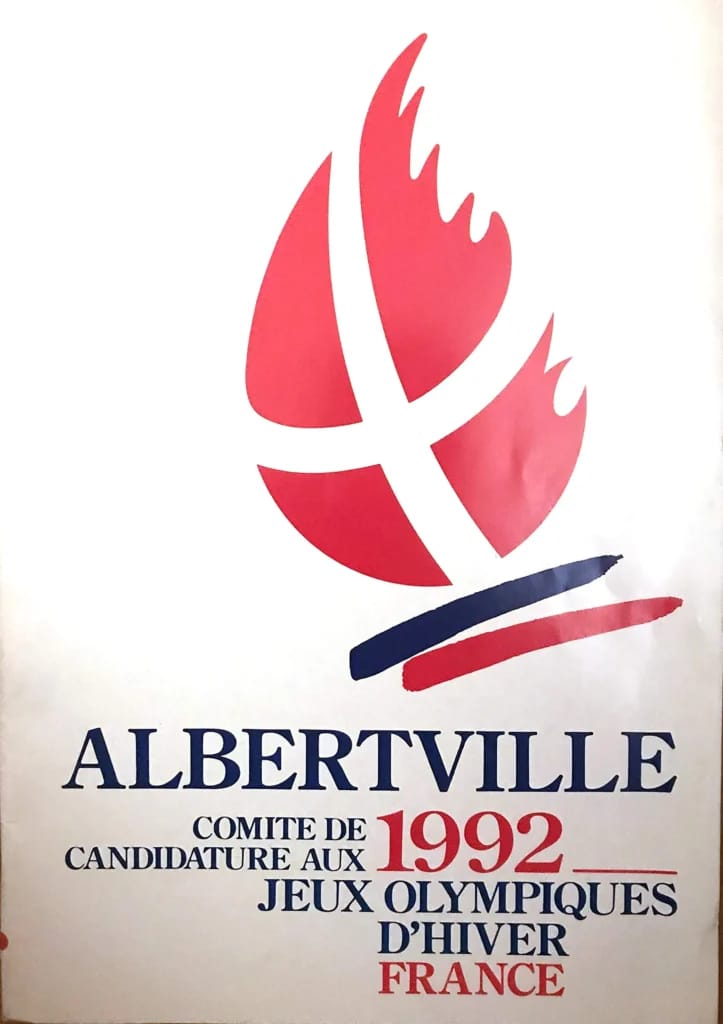 ALBERTVILLE
COMITE DE
CANDIDATURE AUX 1992
JEUX OLYMPIQUES
D'HIVER
FRANCE